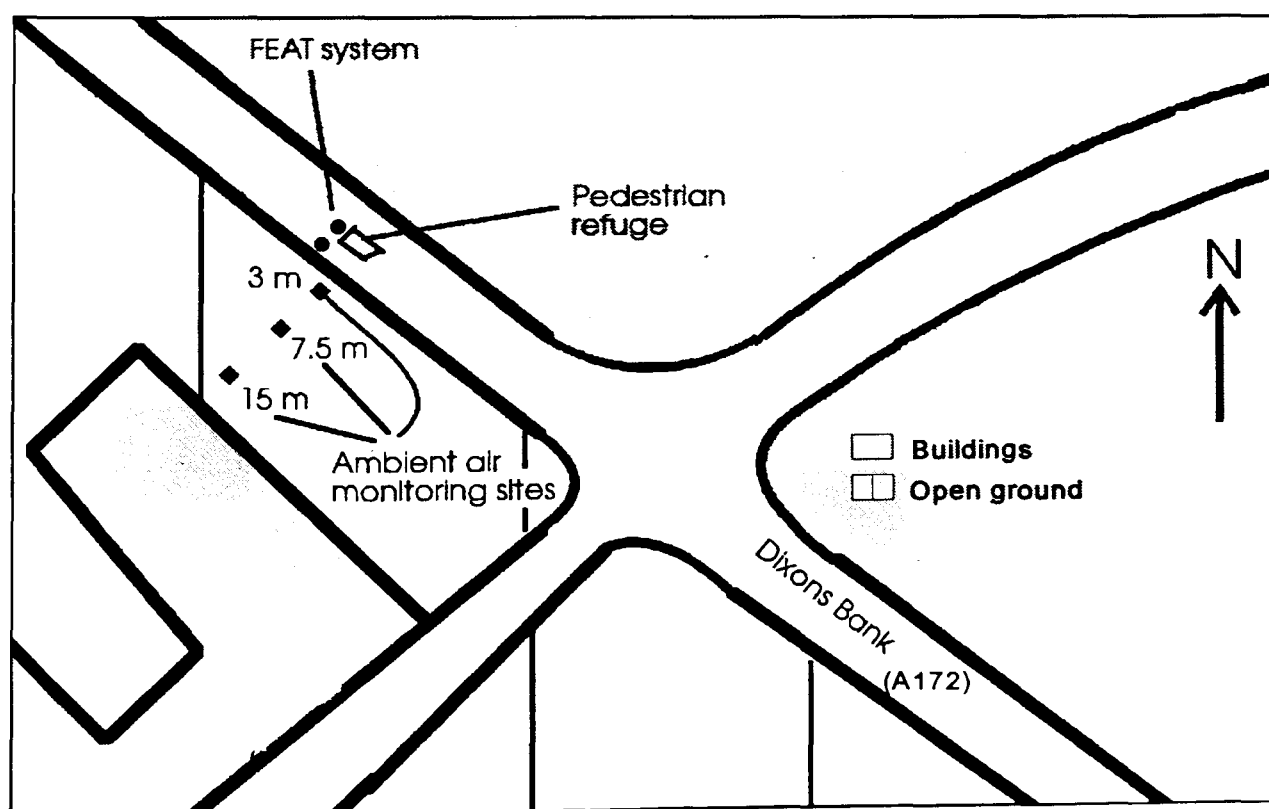 FEAT system
Pedestrian
refuge
N
3 m
7.5 m
15 m
Ambient air
monitoring sites
Buildings
Open ground
Dixons Bank
(A172)